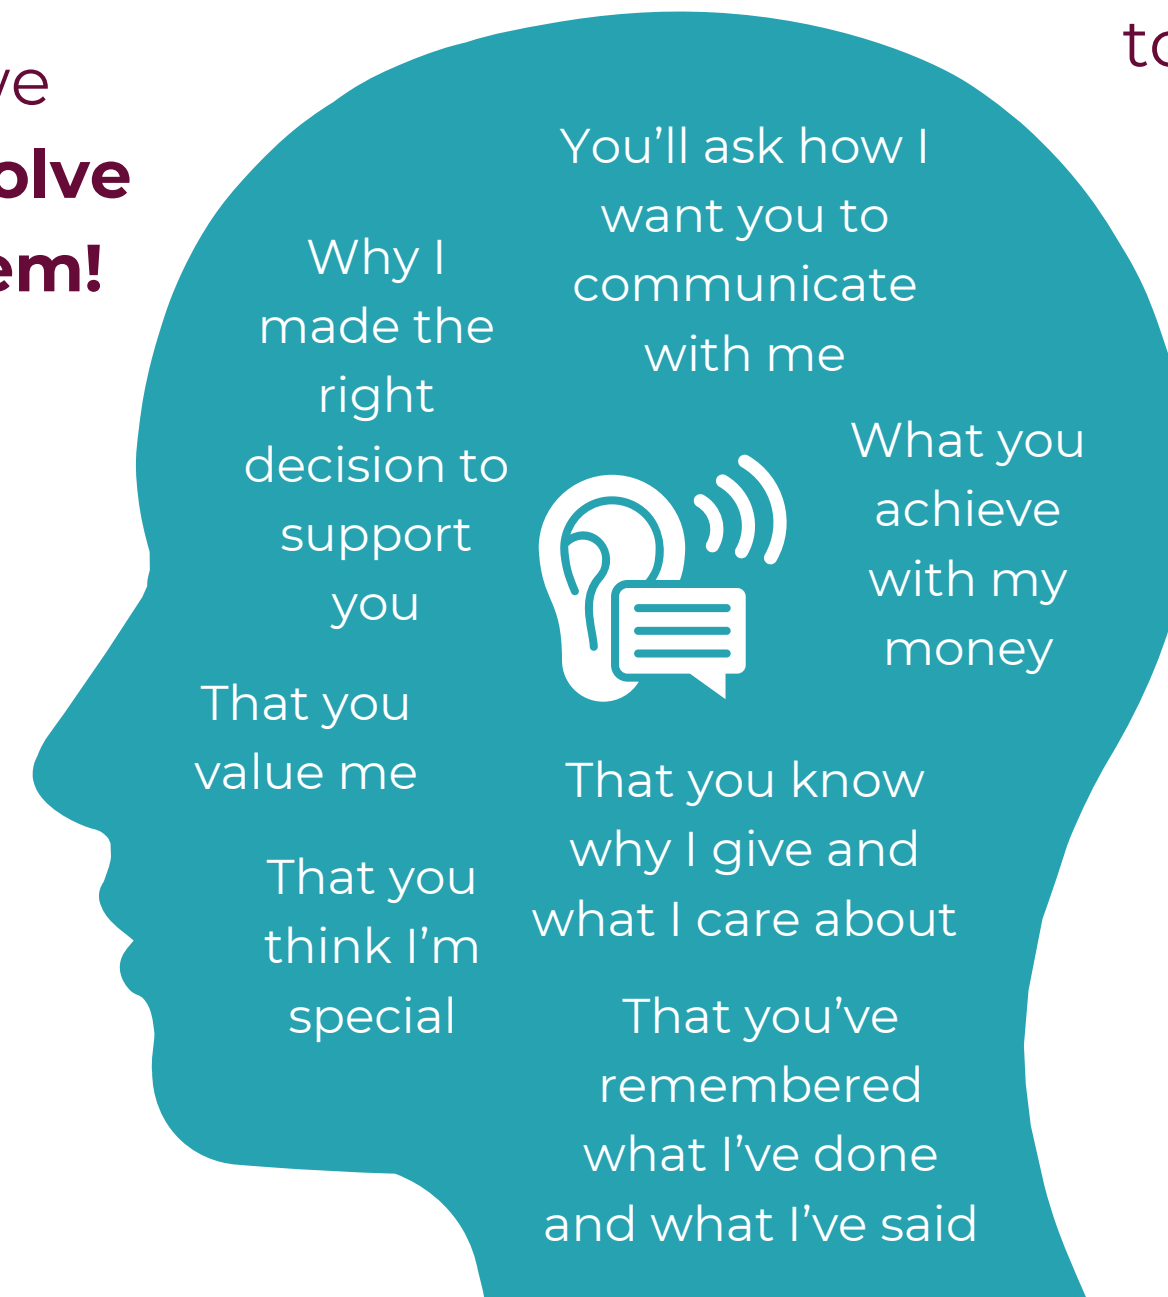 ve
olve
em!
to
You’ll ask how I
want you to
communicate
with me
Why I
made the
right
decision to
support
you
What you
achieve
with my
money
That you
value me
That you know
why I give and
what I care about
That you
think I’m
special
That you’ve
remembered
what I’ve done
and what I’ve said